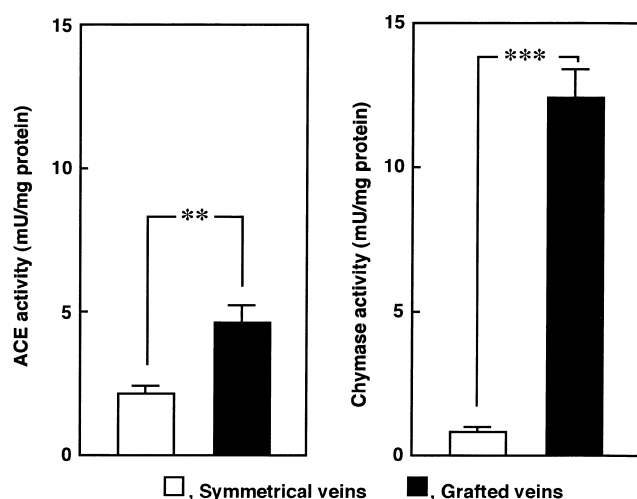 15
10
5
0
ACE activity (mU/mg protein)
**
15
10
5
0
Chymase activity (mU/mg protein)
***
, Symmetrical veins
, Grafted veins